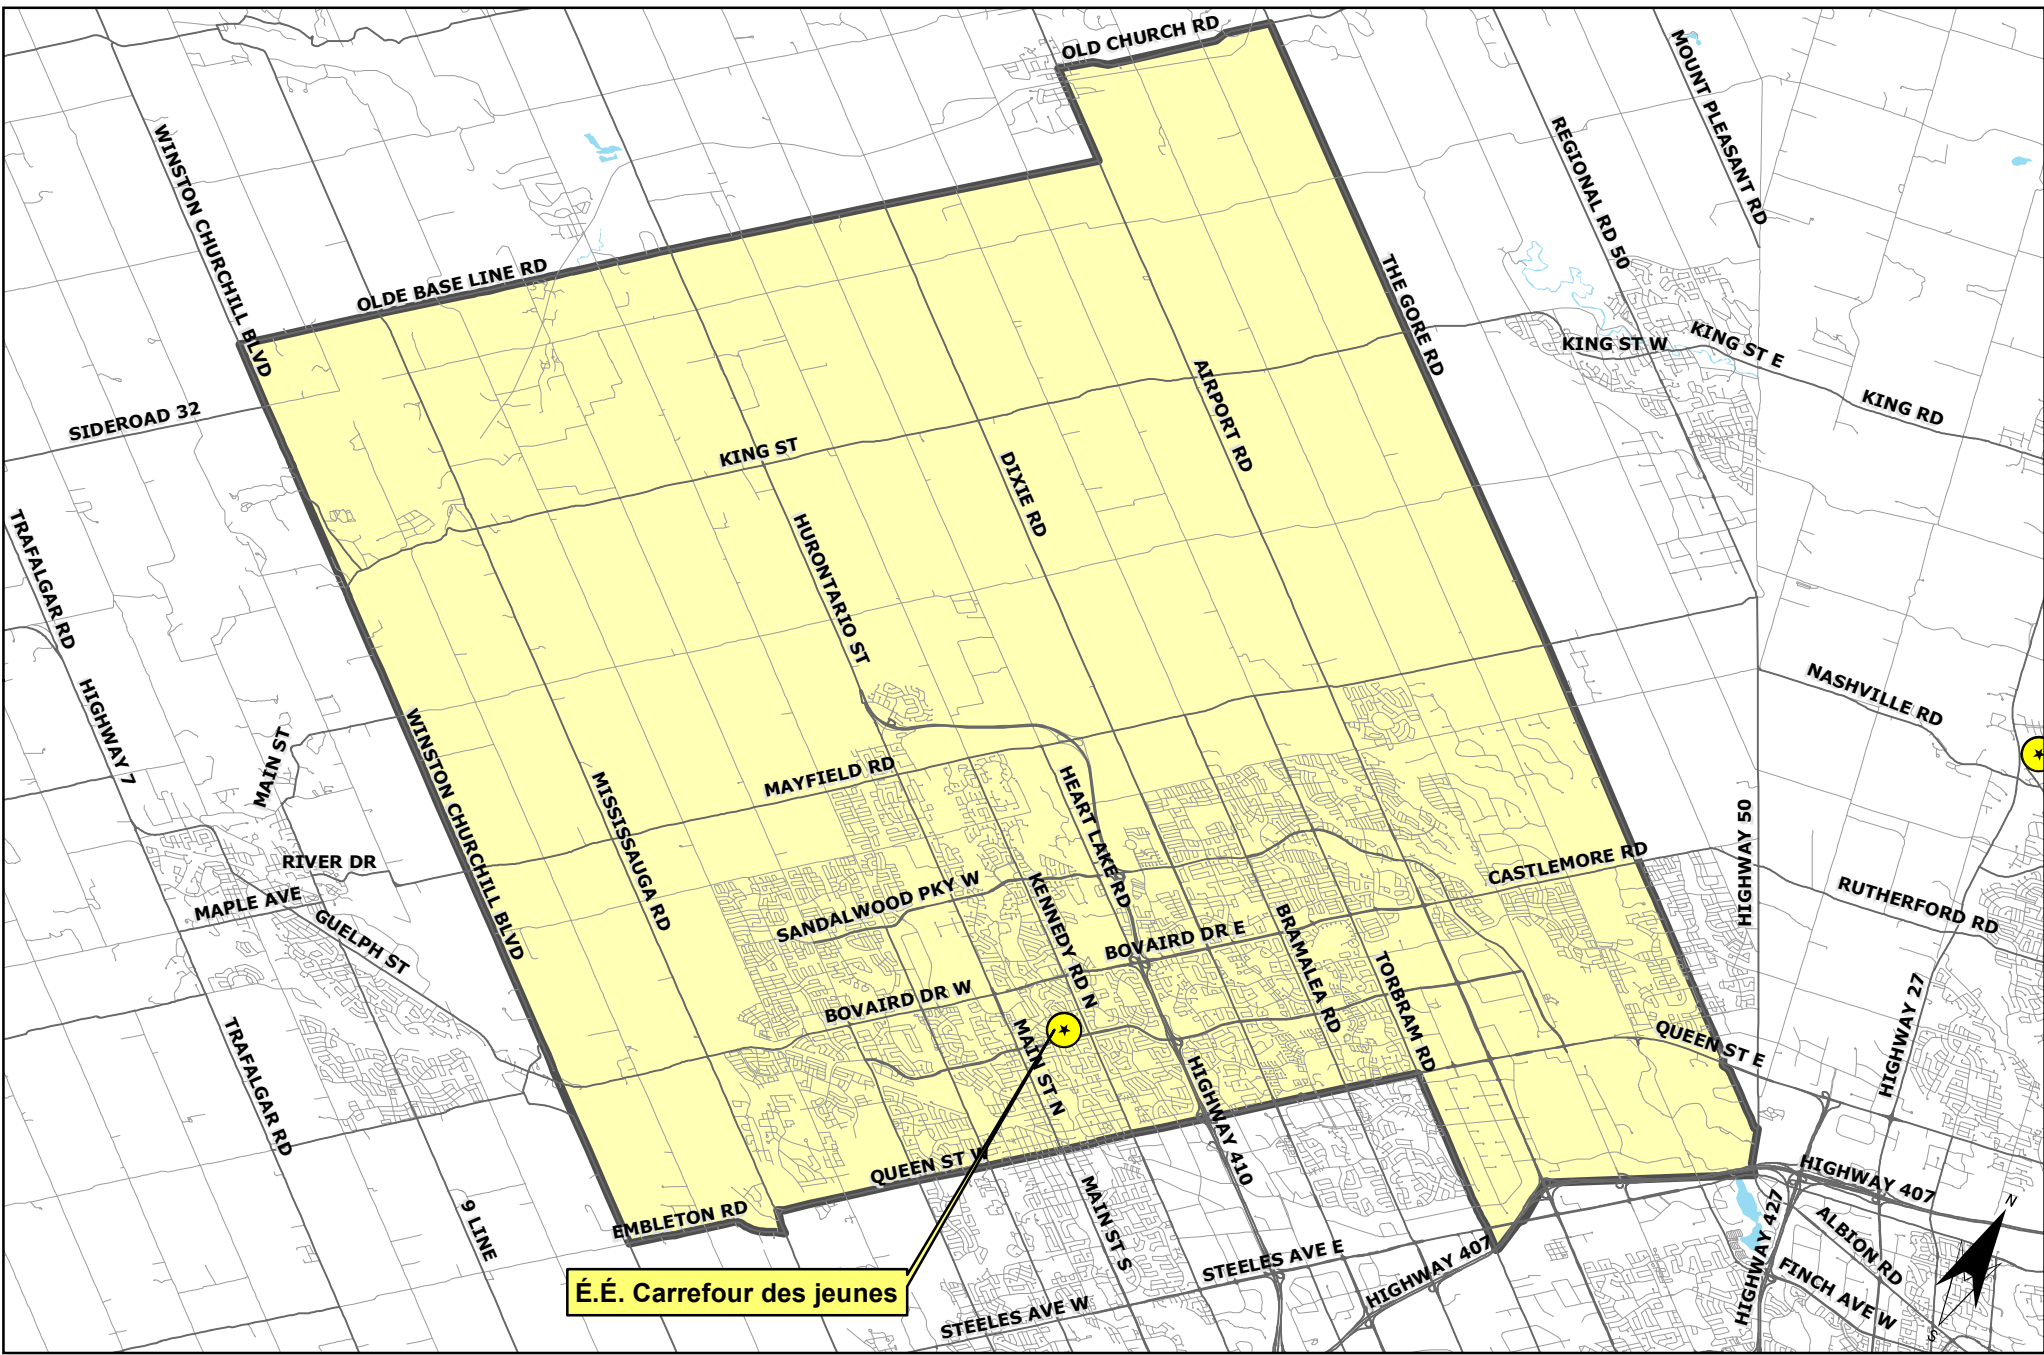 OLD CHURCH RD
MOUNT PLEASANT RD
WINSTON CHURCHILL BLVD
REGIONAL RD 50
OLDE BASE LINE RD
THE GORE RD
KING ST W
KING ST E
KING RD
SIDEROAD 32
AIRPORT RD
KING ST
DIXIE RD
TRAFALGAR RD
HURONTARIO ST
NASHVILLE RD
HIGHWAY 7
MAIN ST
WINSTON CHURCHILL BLVD
MISSISSAUGA RD
MAYFIELD RD
HEART LAKE RD
HIGHWAY 50
CASTLEMORE RD
RIVER DR
MAPLE AVE
GUELPH ST
SANDALWOOD PKY W
KENNEDY RD N
RUTHERFORD RD
BOVAIRD DR E
BRAMALEA RD
TORBRAM RD
BOVAIRD DR W
HIGHWAY 27
TRAFALGAR RD
MAIN ST N
QUEEN ST E
HIGHWAY 410
QUEEN ST W
EMBLETON RD
9 LINE
MAIN ST S
HIGHWAY 407
HIGHWAY 427
ALBION RD
N
STEELES AVE E
HIGHWAY 407
FINCH AVE W
É.É. Carrefour des jeunes
STEELES AVE W
S